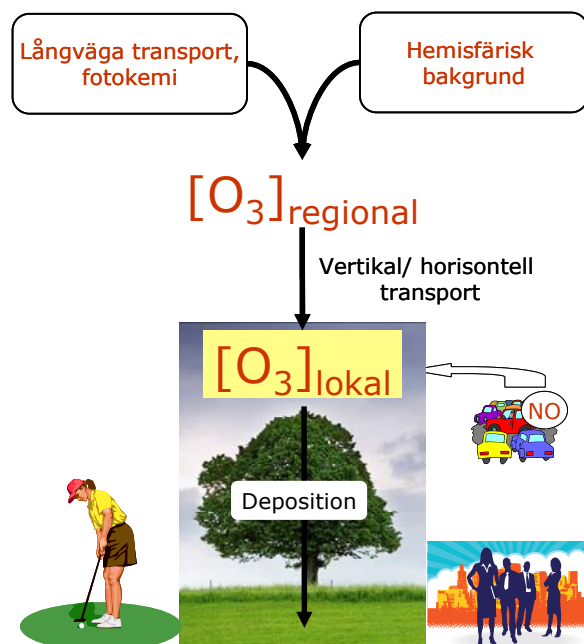 Långväga transport,
fotokemi
Hemisfärisk
bakgrund
[O₃]regional
Vertikal/ horisontell
transport
[O₃]lokal
NO
Deposition